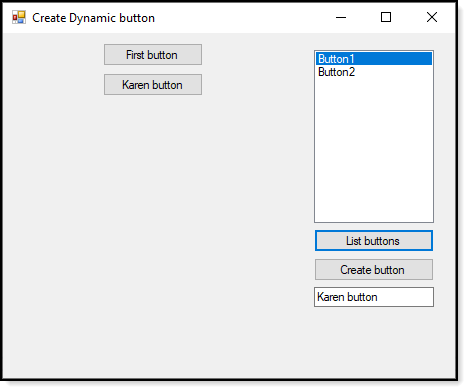 Create Dynamic button
First button
Karen button
Button1
Button2
List buttons
Create button
Karen button